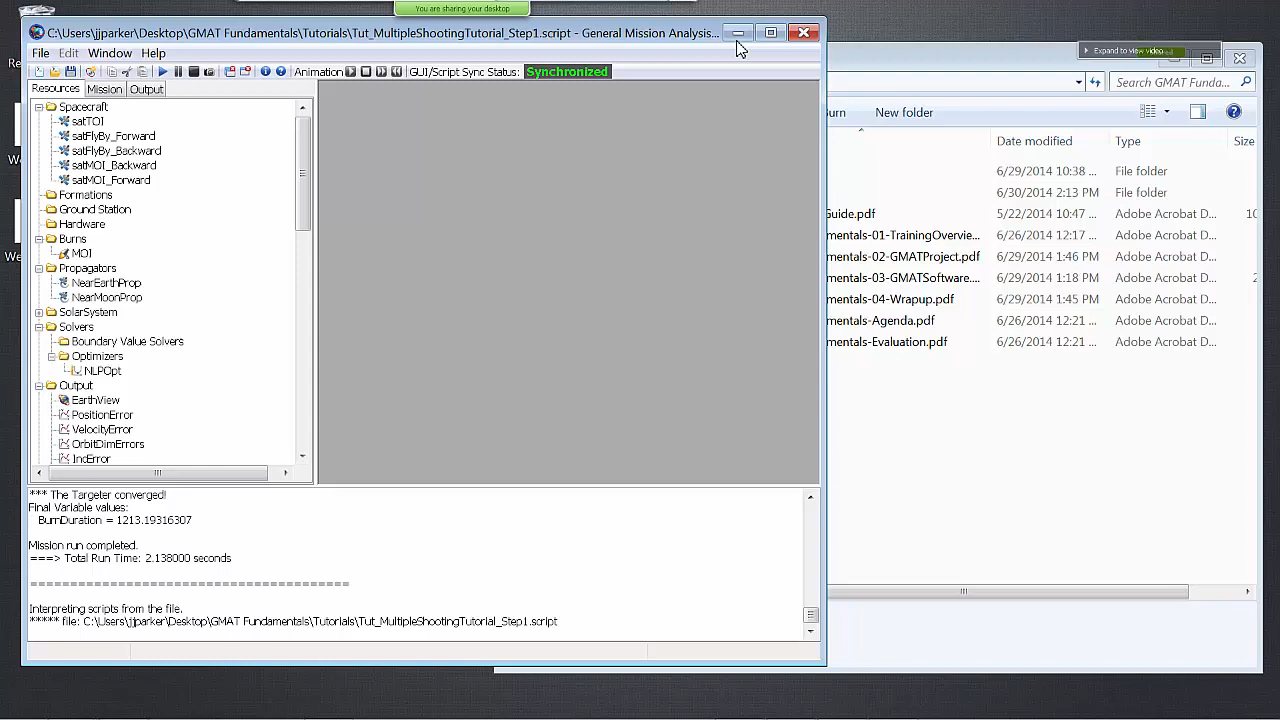 You are sharing your desktop
C:\Users\jjparker\Desktop\GMAT Fundamentals\Tutorials\Tut_MultipleShootingTutorial_Step1.script - General Mission Analysis...
File Edit Window Help
Animation GUI/Script Sync Status: Synchronized
Resources Mission Output
Spacecraft
satTOI
satFlyBy_Forward
satFlyBy_Backward
satMOI_Backward
satMOI_Forward
Formations
Ground Station
Hardware
Burns
MOI
Propagators
NearEarthProp
NearMoonProp
SolarSystem
Solvers
Boundary Value Solvers
Optimizers
NLPOpt
Output
EarthView
PositionError
VelocityError
OrbitDimErrors
IncError
*** The Targeter converged!
Final Variable values:
BurnDuration = 1213.19316307
Mission run completed.
===> Total Run Time: 2.138000 seconds
========================================
Interpreting scripts from the file.
***** file: C:\Users\jjparker\Desktop\GMAT Fundamentals\Tutorials\Tut_MultipleShootingTutorial_Step1.script
Expand to view video
Search GMAT Funda...
Burn New folder
Date modified Type Size
6/29/2014 10:38 ... File folder
6/30/2014 2:13 PM File folder
Guide.pdf 5/22/2014 10:47 ... Adobe Acrobat D... 10
mentals-01-TrainingOvervie... 6/26/2014 12:17 ... Adobe Acrobat D...
mentals-02-GMATProject.pdf 6/29/2014 1:46 PM Adobe Acrobat D...
mentals-03-GMATSoftware.... 6/29/2014 1:18 PM Adobe Acrobat D... 2
mentals-04-Wrapup.pdf 6/29/2014 1:45 PM Adobe Acrobat D...
mentals-Agenda.pdf 6/26/2014 12:21 ... Adobe Acrobat D...
mentals-Evaluation.pdf 6/26/2014 12:21 ... Adobe Acrobat D...